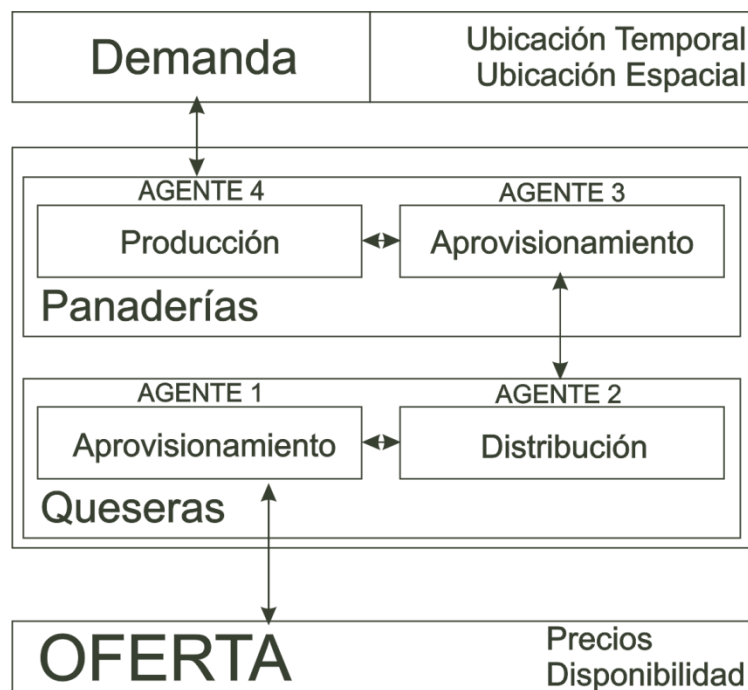 Demanda
Ubicación Temporal
Ubicación Espacial
AGENTE 4
AGENTE 3
Producción
Aprovisionamiento
Panaderías
AGENTE 1
AGENTE 2
Aprovisionamiento
Distribución
Queseras
OFERTA
Precios
Disponibilidad